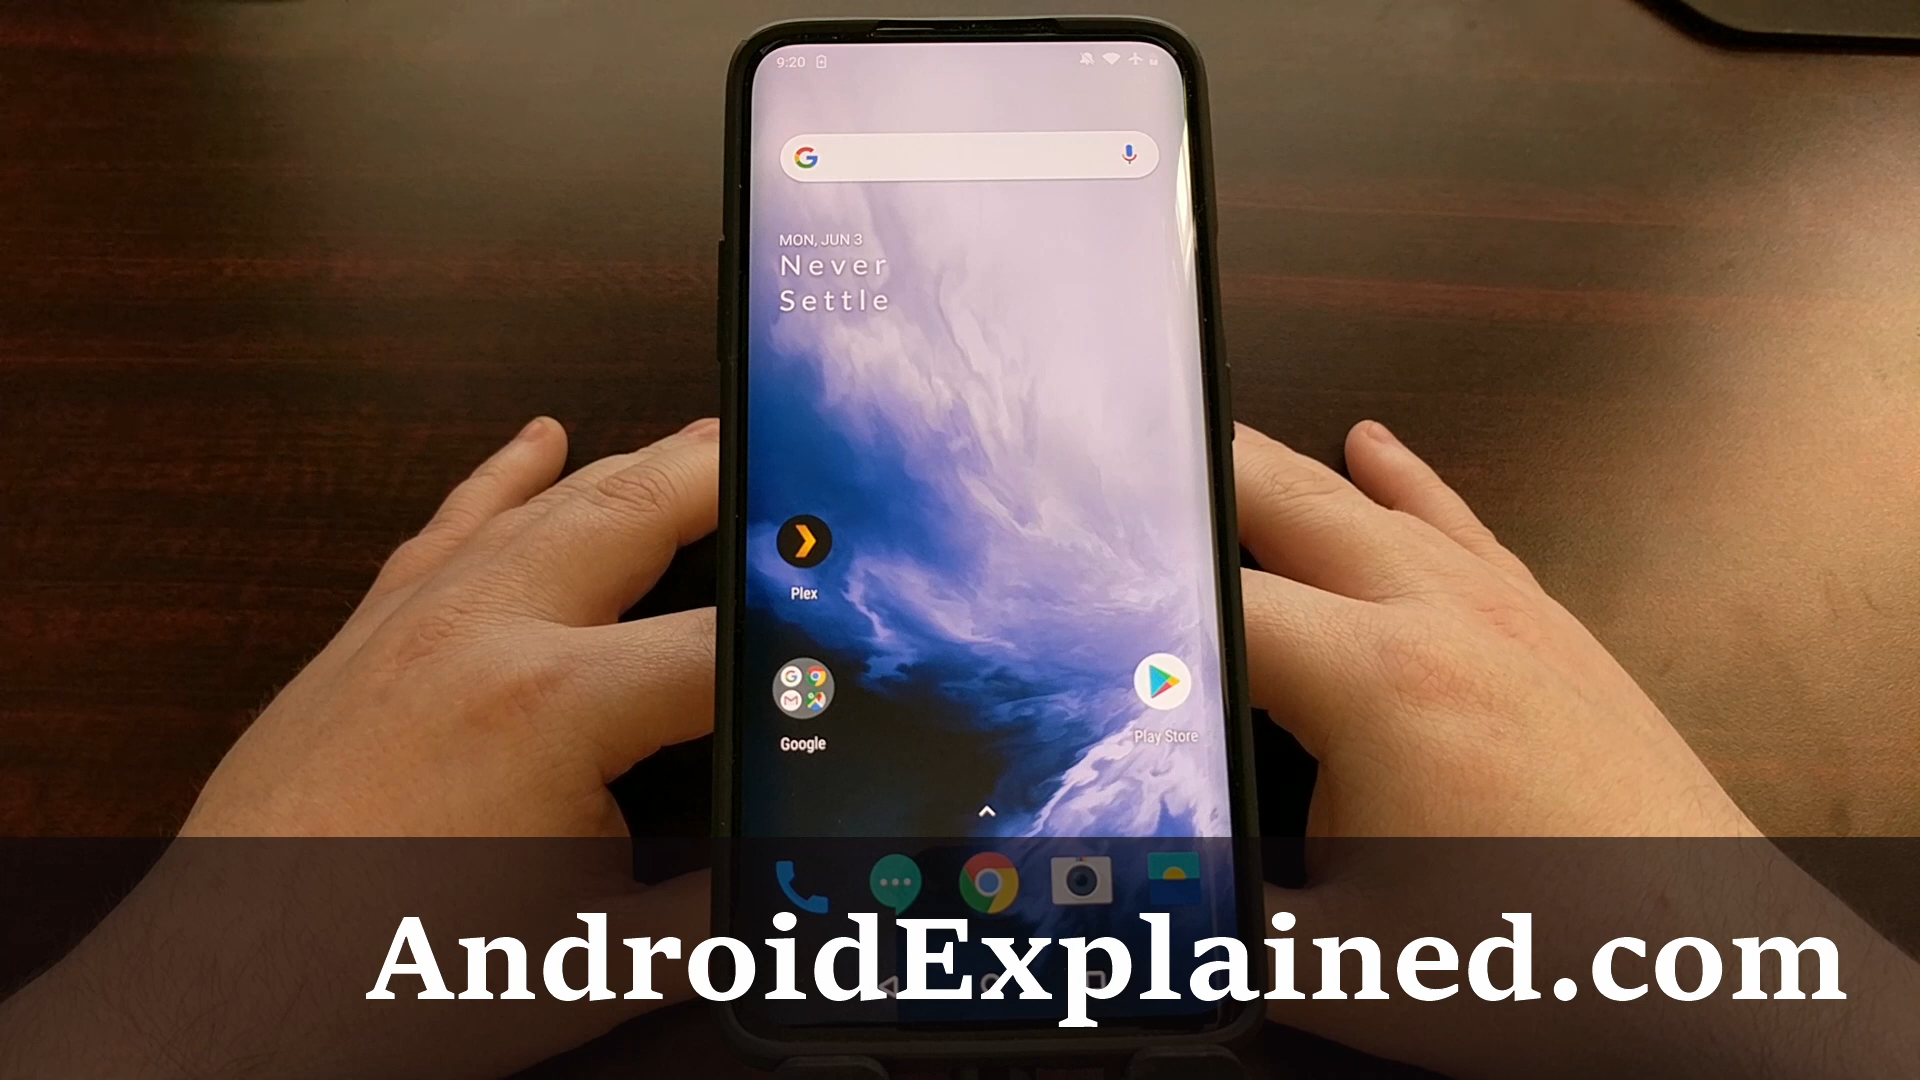 9:20
MON, JUN 3
Never
Settle
Plex
Google
Play Store
AndroidExplained.com